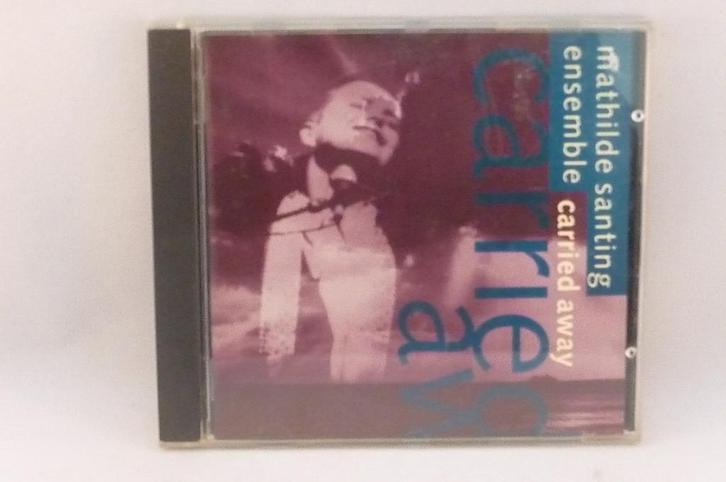 mathilde santing
ensemble carried away
carried
aw